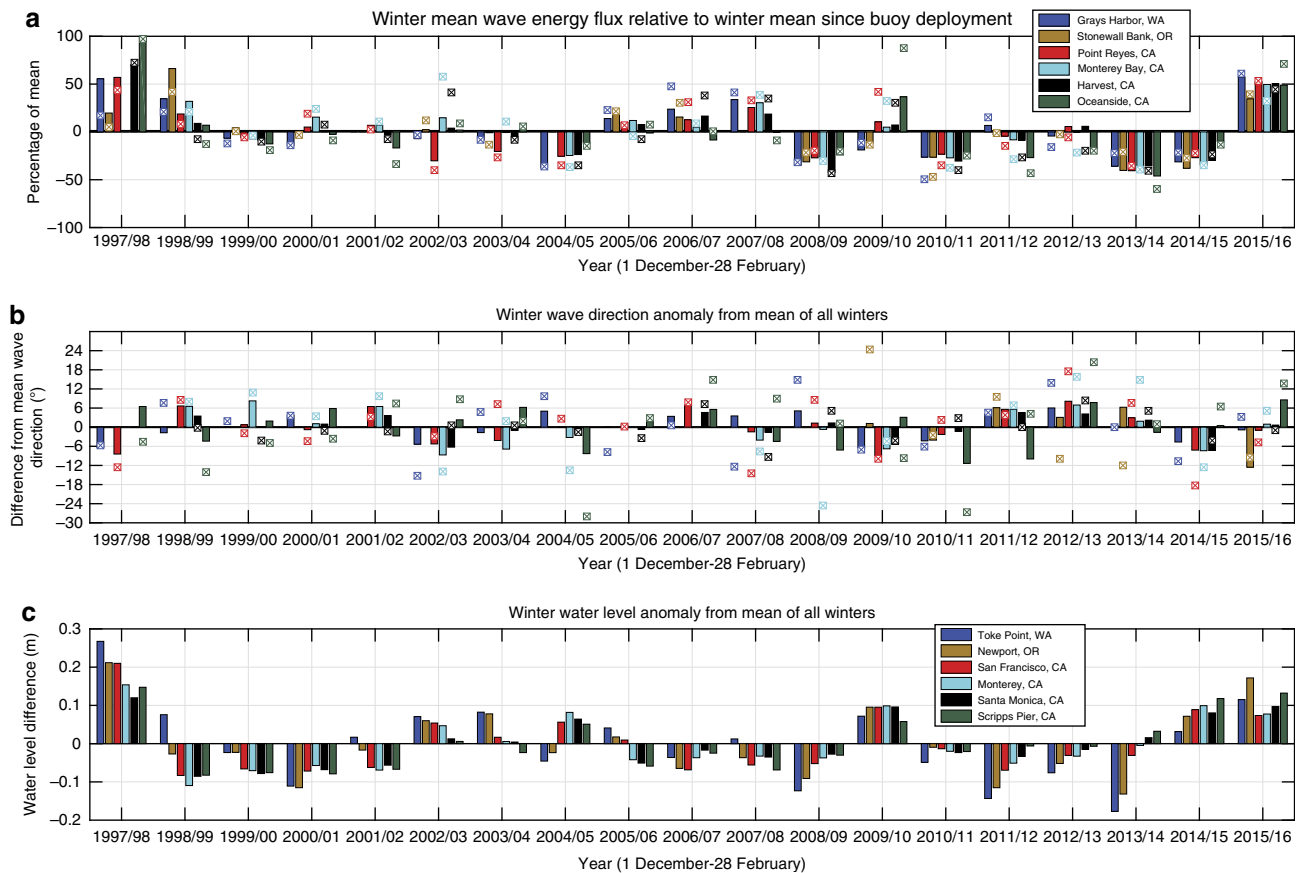 a
Winter mean wave energy flux relative to winter mean since buoy deployment
Grays Harbor, WA
Stonewall Bank, OR
Point Reyes, CA
Monterey Bay, CA
Harvest, CA
Oceanside, CA
Percentage of mean
100
50
0
−50
−100
1997/98 1998/99 1999/00 2000/01 2001/02 2002/03 2003/04 2004/05 2005/06 2006/07 2007/08 2008/09 2009/10 2010/11 2011/12 2012/13 2013/14 2014/15 2015/16
Year (1 December-28 February)
b
Winter wave direction anomaly from mean of all winters
Difference from mean wave
direction (°)
24
18
12
6
0
−6
−12
−18
−24
−30
1997/98 1998/99 1999/00 2000/01 2001/02 2002/03 2003/04 2004/05 2005/06 2006/07 2007/08 2008/09 2009/10 2010/11 2011/12 2012/13 2013/14 2014/15 2015/16
Year (1 December-28 February)
c
Winter water level anomaly from mean of all winters
Toke Point, WA
Newport, OR
San Francisco, CA
Monterey, CA
Santa Monica, CA
Scripps Pier, CA
Water level difference (m)
0.3
0.2
0.1
0
−0.1
−0.2
1997/98 1998/99 1999/00 2000/01 2001/02 2002/03 2003/04 2004/05 2005/06 2006/07 2007/08 2008/09 2009/10 2010/11 2011/12 2012/13 2013/14 2014/15 2015/16
Year (1 December-28 February)